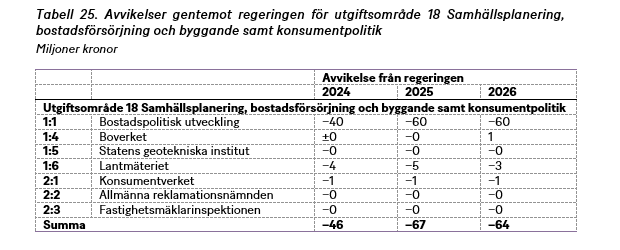 Tabell 25. Avvikelser gentemot regeringen för utgiftsområde 18 Samhällsplanering,
bostadsförsörjning och byggande samt konsumentpolitik
Miljoner kronor
Avvikelse från regeringen
2024 2025 2026
Utgiftsområde 18 Samhällsplanering, bostadsförsörjning och byggande samt konsumentpolitik
1:1 Bostadspolitisk utveckling −40 −60 −60
1:4 Boverket ±0 −0 1
1:5 Statens geotekniska institut −0 −0 −0
1:6 Lantmäteriet −4 −5 −3
2:1 Konsumentverket −1 −1 −1
2:2 Allmänna reklamationsnämnden −0 −0 −0
2:3 Fastighetsmäklarinspektionen −0 −0 −0
Summa −46 −67 −64